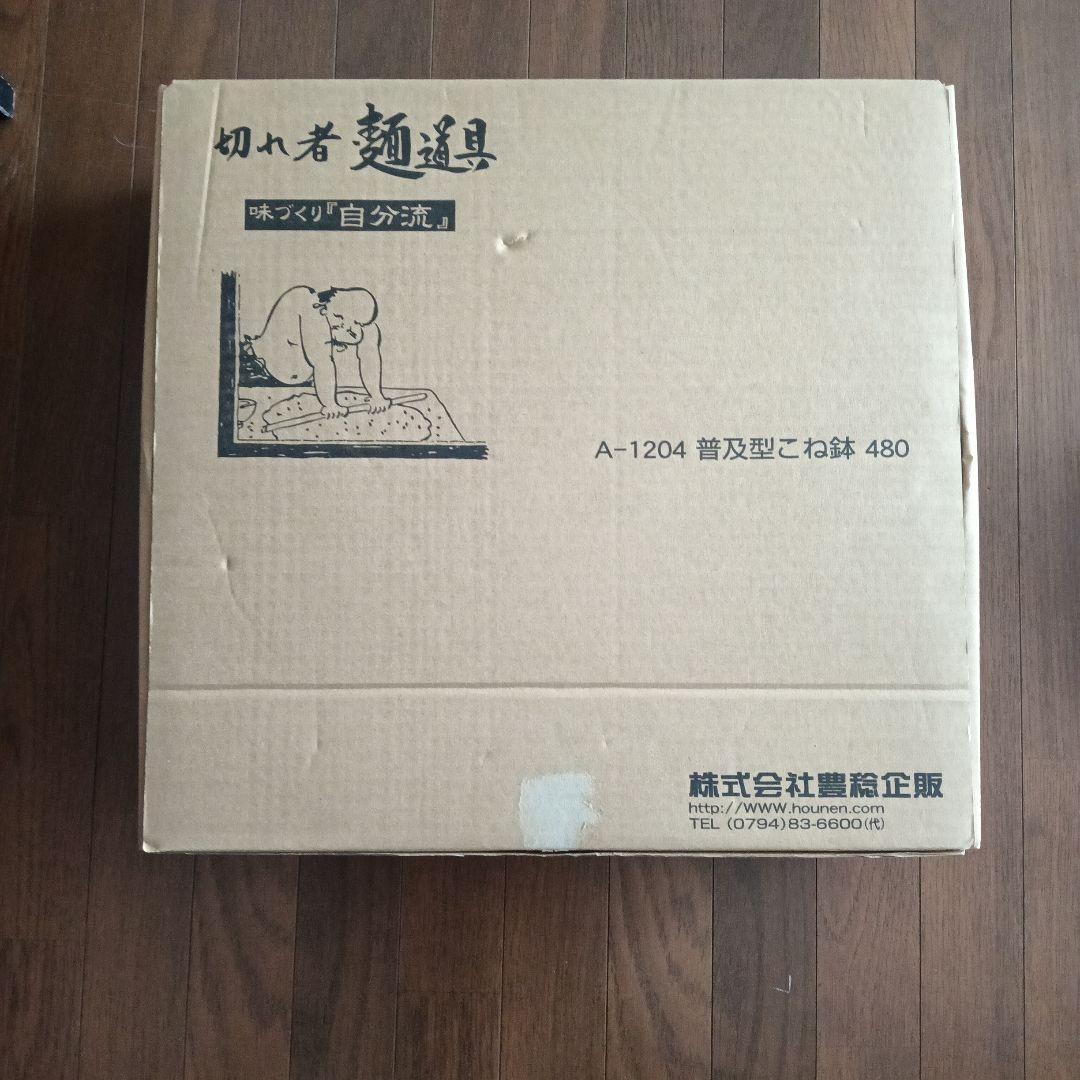 切れ者 麺道具
味づくり『自分流』
A-1204 普及型こね鉢 480
株式会社豊稔企販
http://www.hounen.com
TEL (0794)83-6600(代)